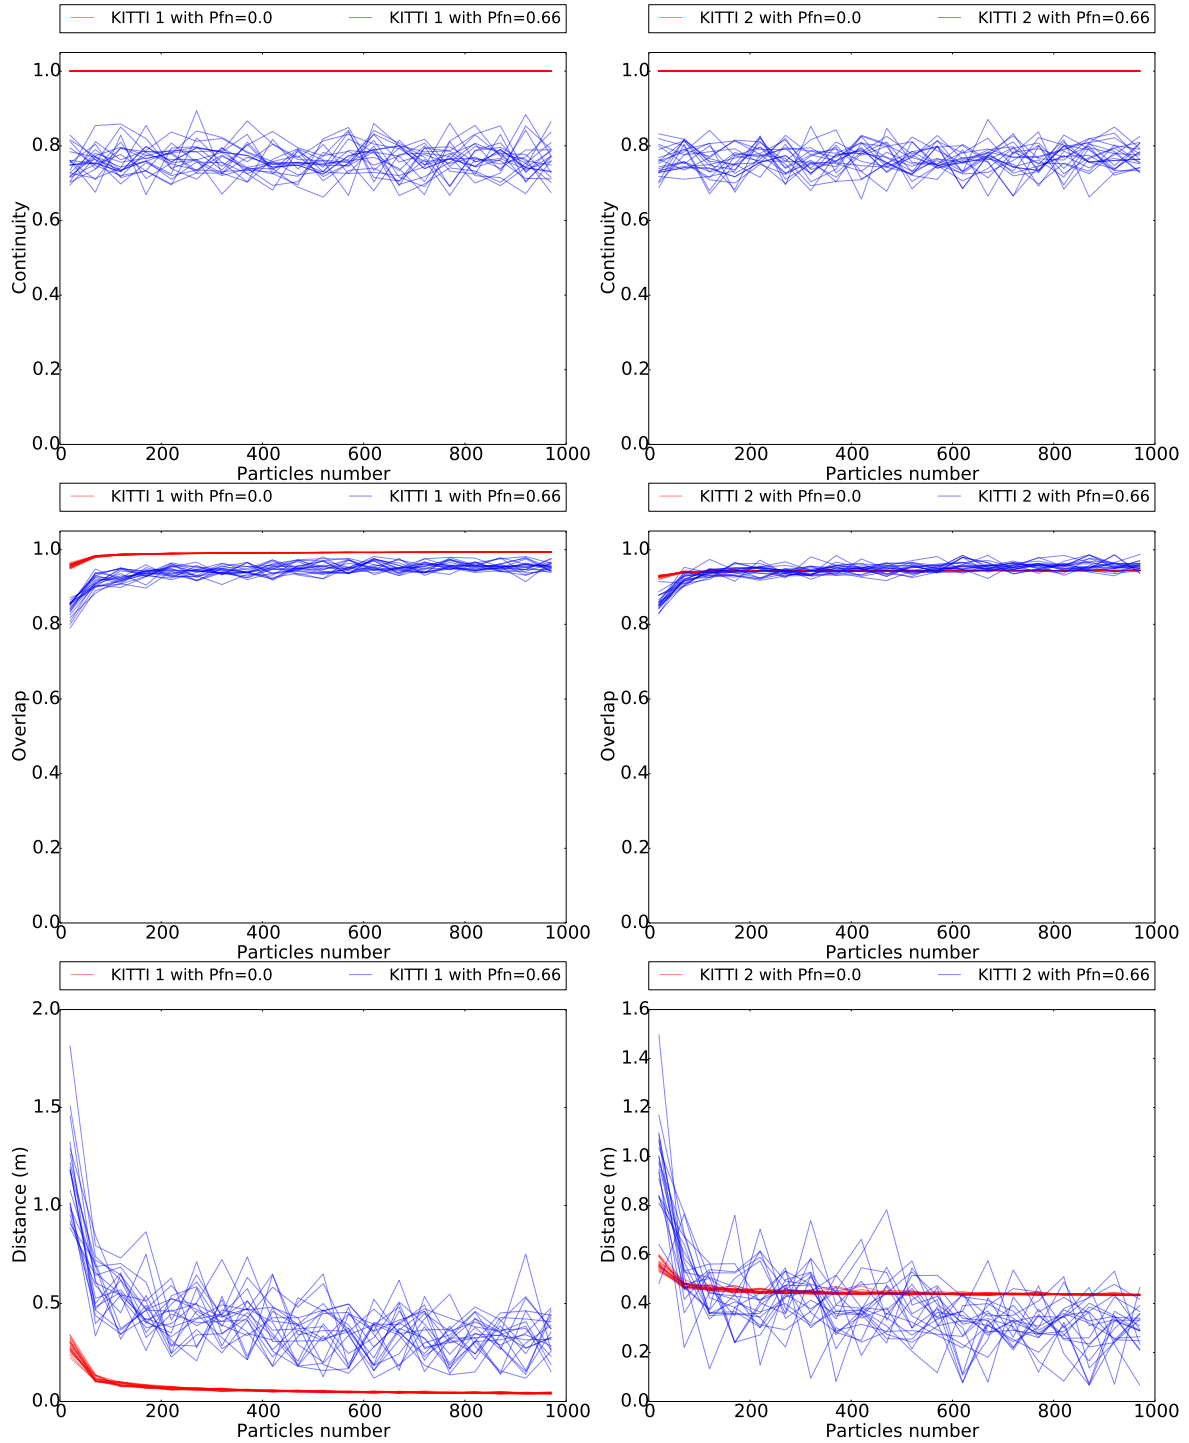 KITTI 1 with Pfn=0.0 KITTI 1 with Pfn=0.66
1.0
0.8
0.6
0.4
0.2
0.0
Continuity
0 200 400 600 800 1000
Particles number
KITTI 2 with Pfn=0.0 KITTI 2 with Pfn=0.66
1.0
0.8
0.6
0.4
0.2
0.0
Continuity
0 200 400 600 800 1000
Particles number
KITTI 1 with Pfn=0.0 KITTI 1 with Pfn=0.66
1.0
0.8
0.6
0.4
0.2
0.0
Overlap
0 200 400 600 800 1000
Particles number
KITTI 2 with Pfn=0.0 KITTI 2 with Pfn=0.66
1.0
0.8
0.6
0.4
0.2
0.0
Overlap
0 200 400 600 800 1000
Particles number
KITTI 1 with Pfn=0.0 KITTI 1 with Pfn=0.66
2.0
1.5
1.0
0.5
0.0
Distance (m)
0 200 400 600 800 1000
Particles number
KITTI 2 with Pfn=0.0 KITTI 2 with Pfn=0.66
1.6
1.4
1.2
1.0
0.8
0.6
0.4
0.2
0.0
Distance (m)
0 200 400 600 800 1000
Particles number